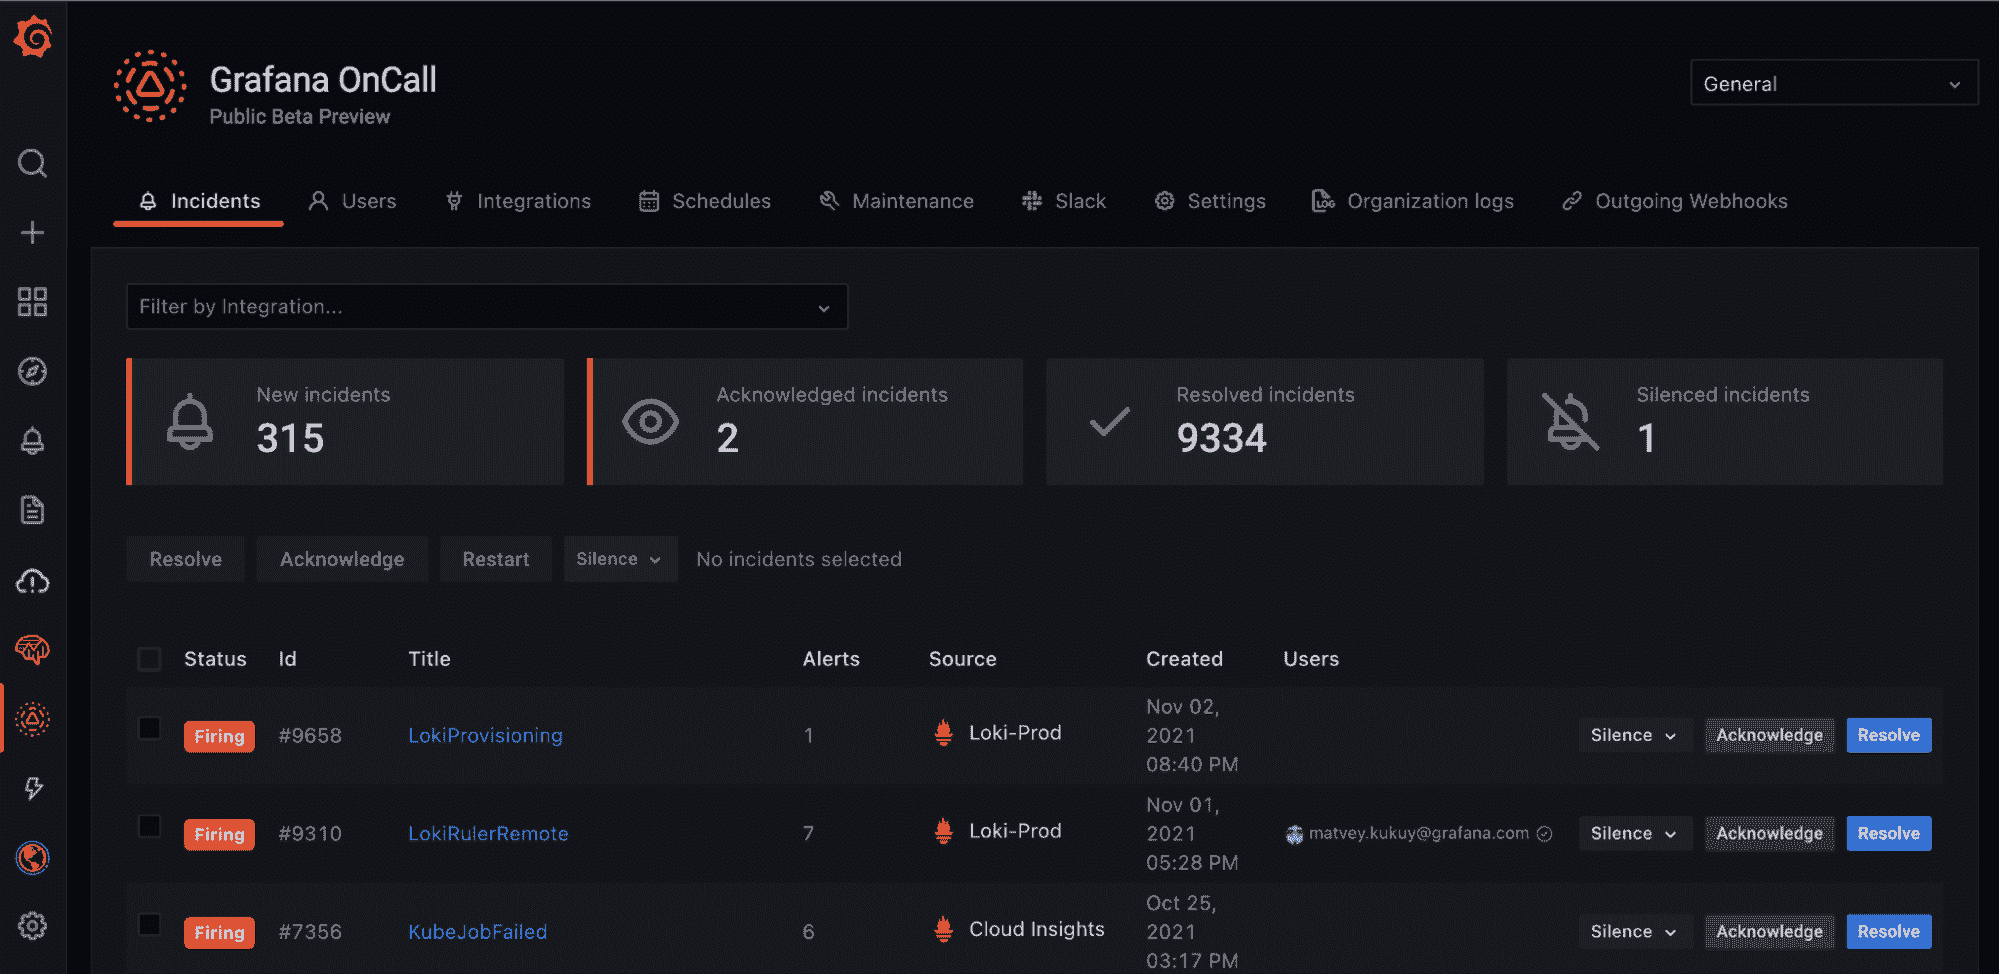 Grafana OnCall
Public Beta Preview
General
Incidents Users Integrations Schedules Maintenance Slack Settings Organization logs Outgoing Webhooks
Filter by Integration...
New incidents
315
Acknowledged incidents
2
Resolved incidents
9334
Silenced incidents
1
Resolve Acknowledge Restart Silence No incidents selected
Status Id Title Alerts Source Created Users
Firing #9658 LokiProvisioning 1 Loki-Prod Nov 02, 2021 08:40 PM Silence Acknowledge Resolve
Firing #9310 LokiRulerRemote 7 Loki-Prod Nov 01, 2021 05:28 PM matvey.kukuy@grafana.com Silence Acknowledge Resolve
Firing #7356 KubeJobFailed 6 Cloud Insights Oct 25, 2021 03:17 PM Silence Acknowledge Resolve